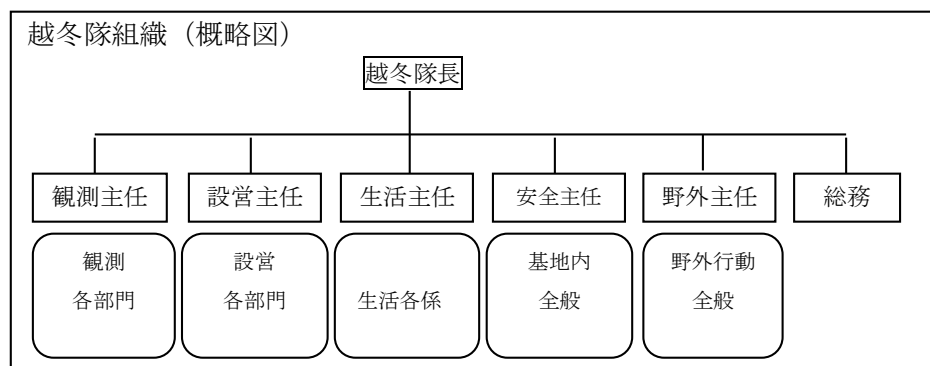 越冬隊組織（概略図）
越冬隊長
観測主任
設営主任
生活主任
安全主任
野外主任
総務
観測
各部門
設営
各部門
生活各係
基地内
全般
野外行動
全般